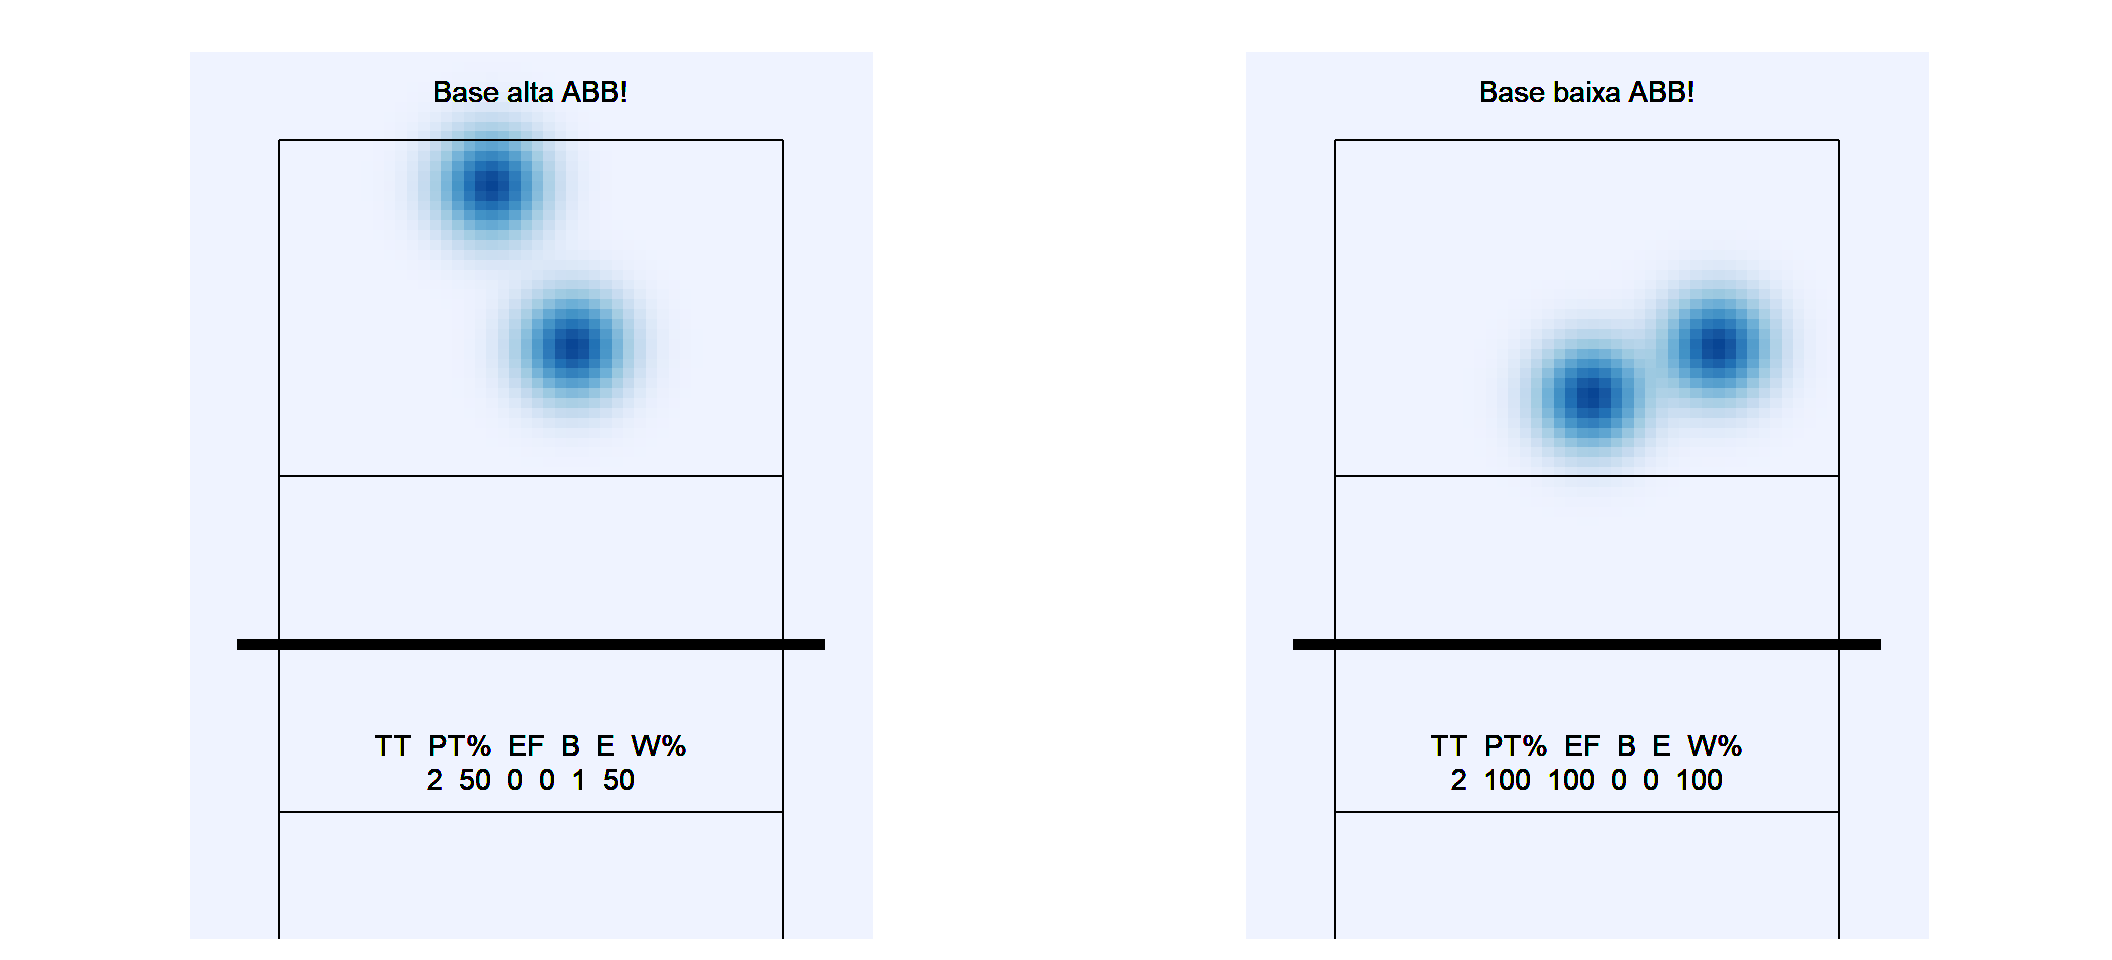 Base alta ABB!
TT PT% EF B E W%
2 50 0 0 1 50
Base baixa ABB!
TT PT% EF B E W%
2 100 100 0 0 100